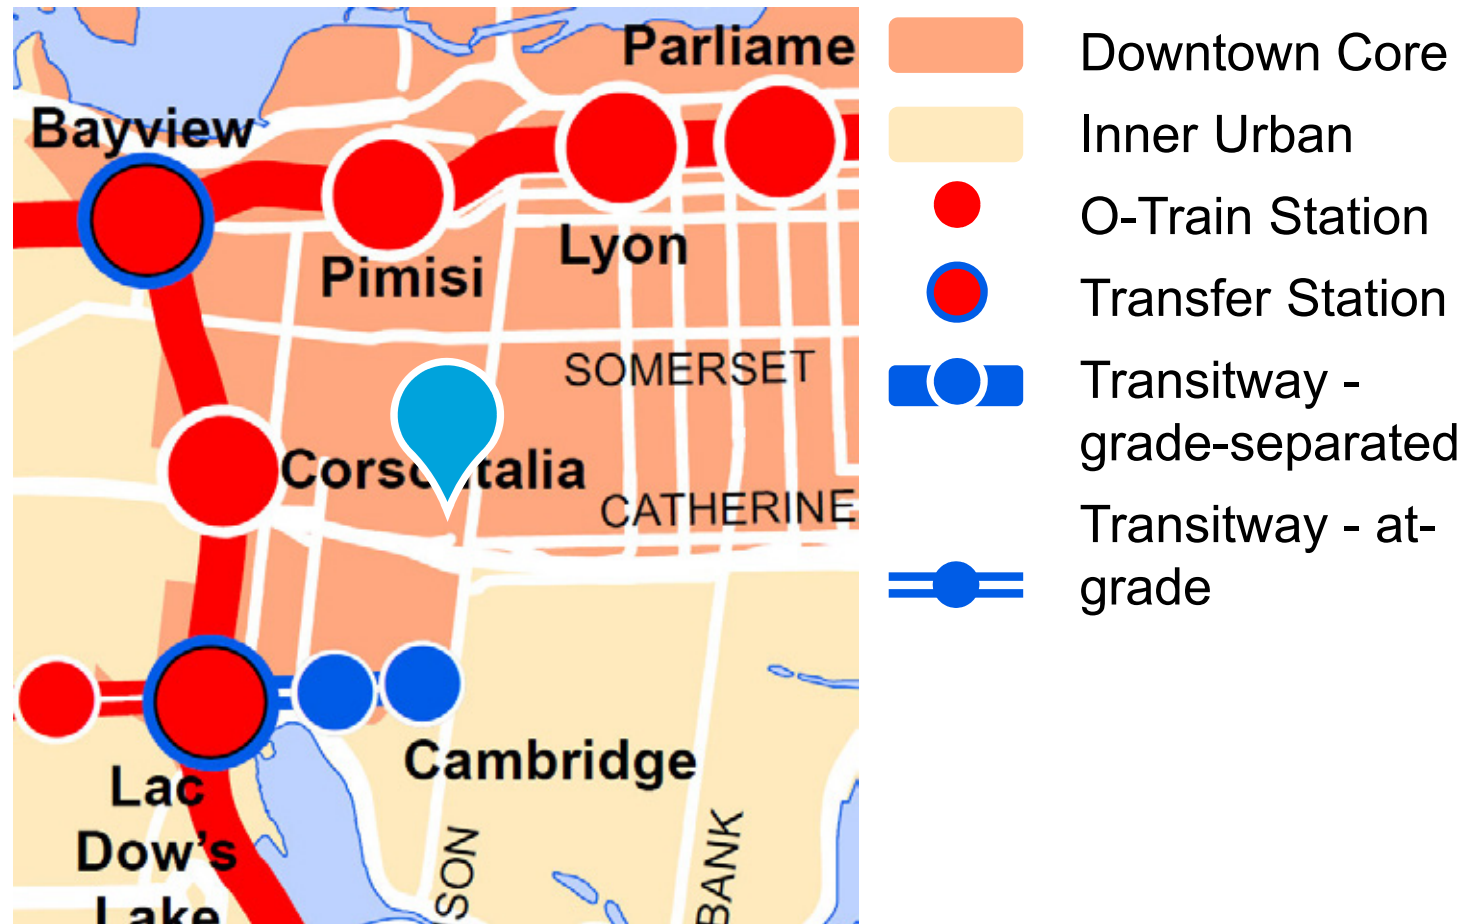 Parliame
Bayview
Lyon
Pimisi
SOMERSET
Corso Italia
CATHERINE
Cambridge
Lac
Dow's
Lake
SON
BANK
Downtown Core
Inner Urban
O-Train Station
Transfer Station
Transitway -
grade-separated
Transitway - at-
grade